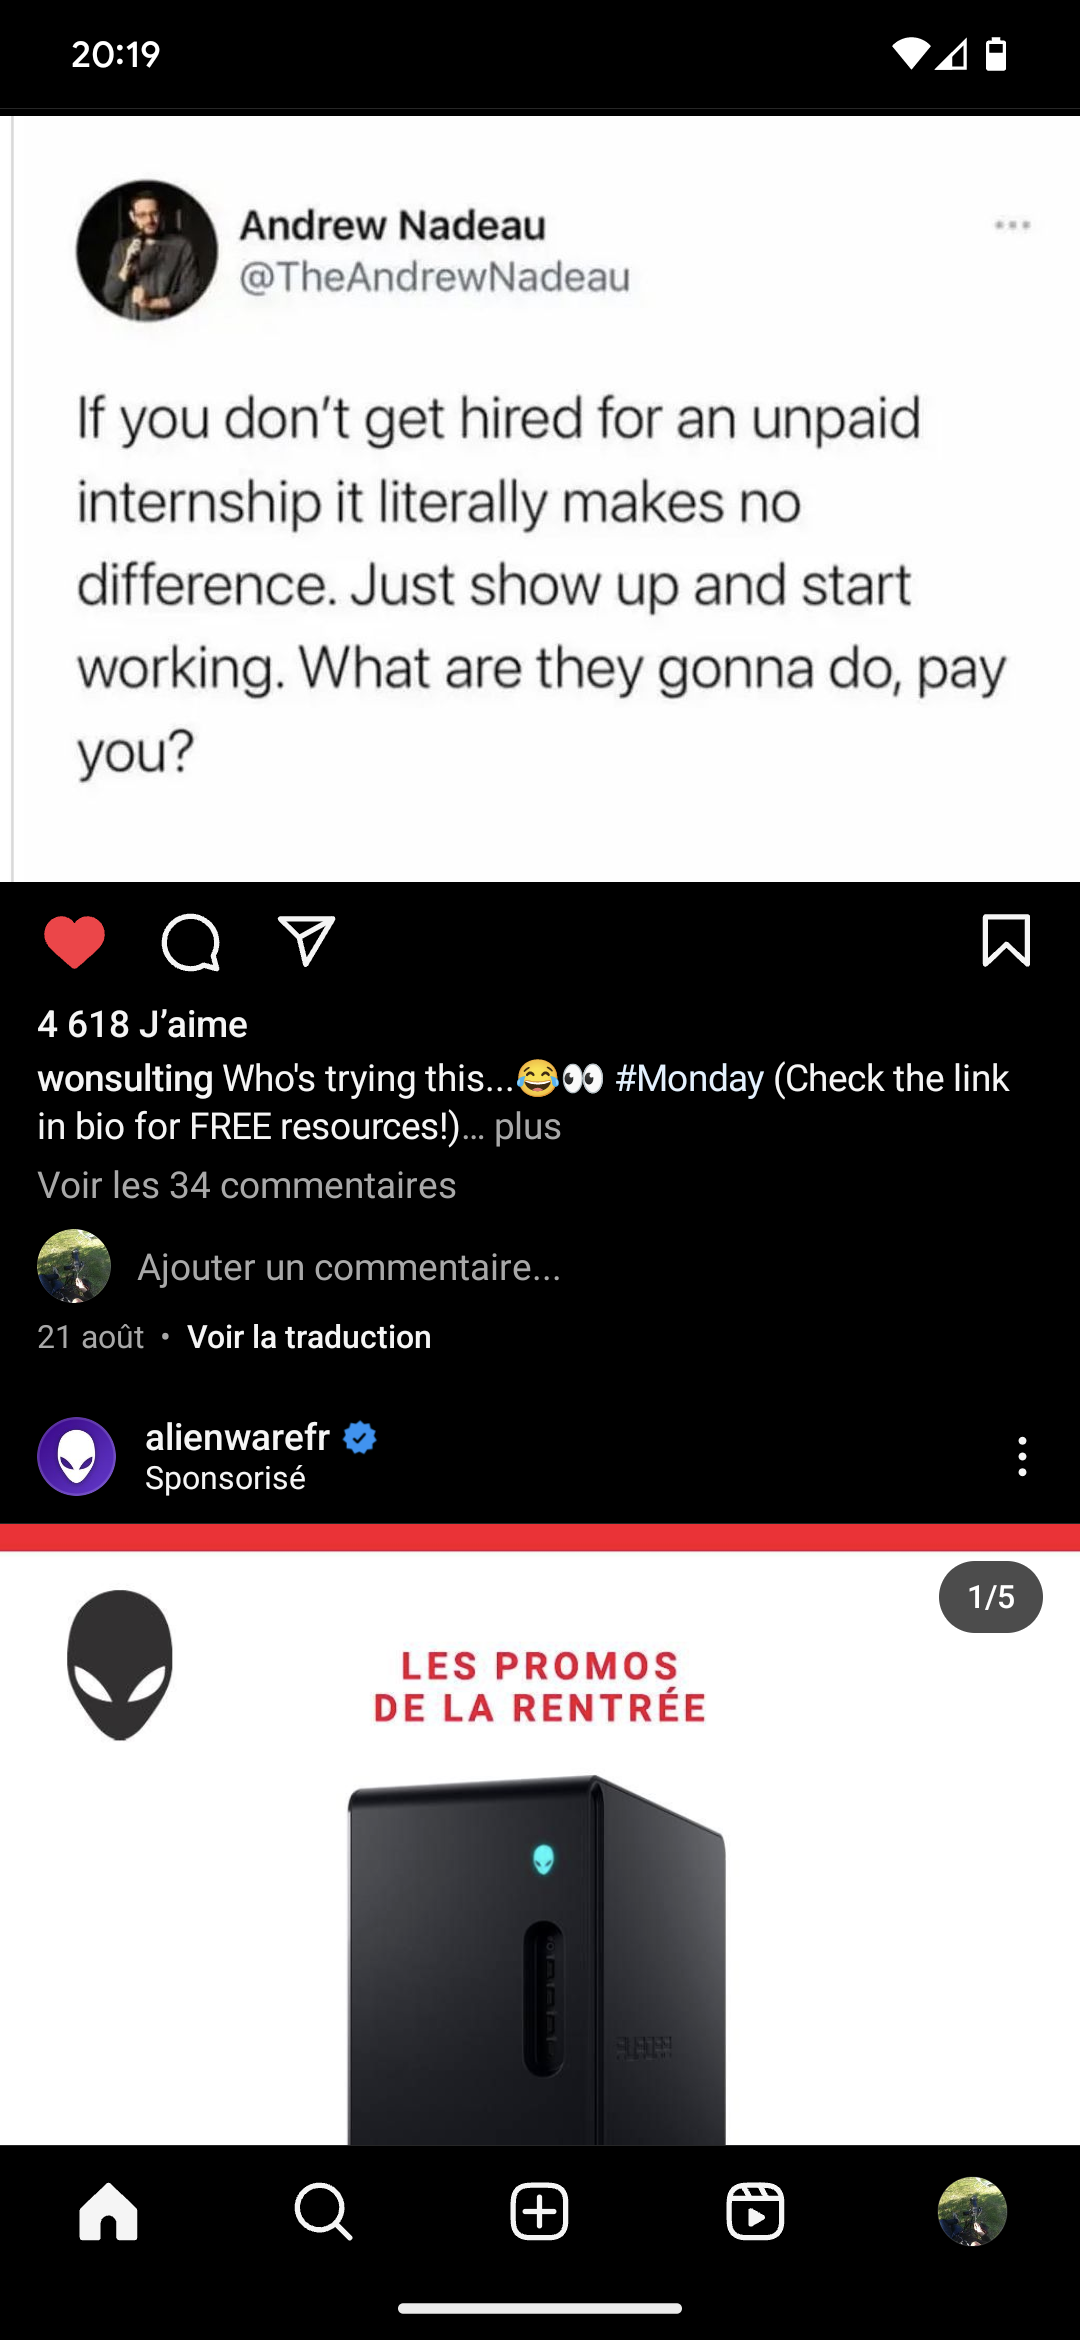 20:19
Andrew Nadeau
@TheAndrewNadeau
If you don't get hired for an unpaid
internship it literally makes no
difference. Just show up and start
working. What are they gonna do, pay
you?
4 618 J’aime
wonsulting Who's trying this...😂👀 #Monday (Check the link
in bio for FREE resources!)... plus
Voir les 34 commentaires
Ajouter un commentaire...
21 août • Voir la traduction
alienwarefr
Sponsorisé
1/5
LES PROMOS
DE LA RENTRÉE